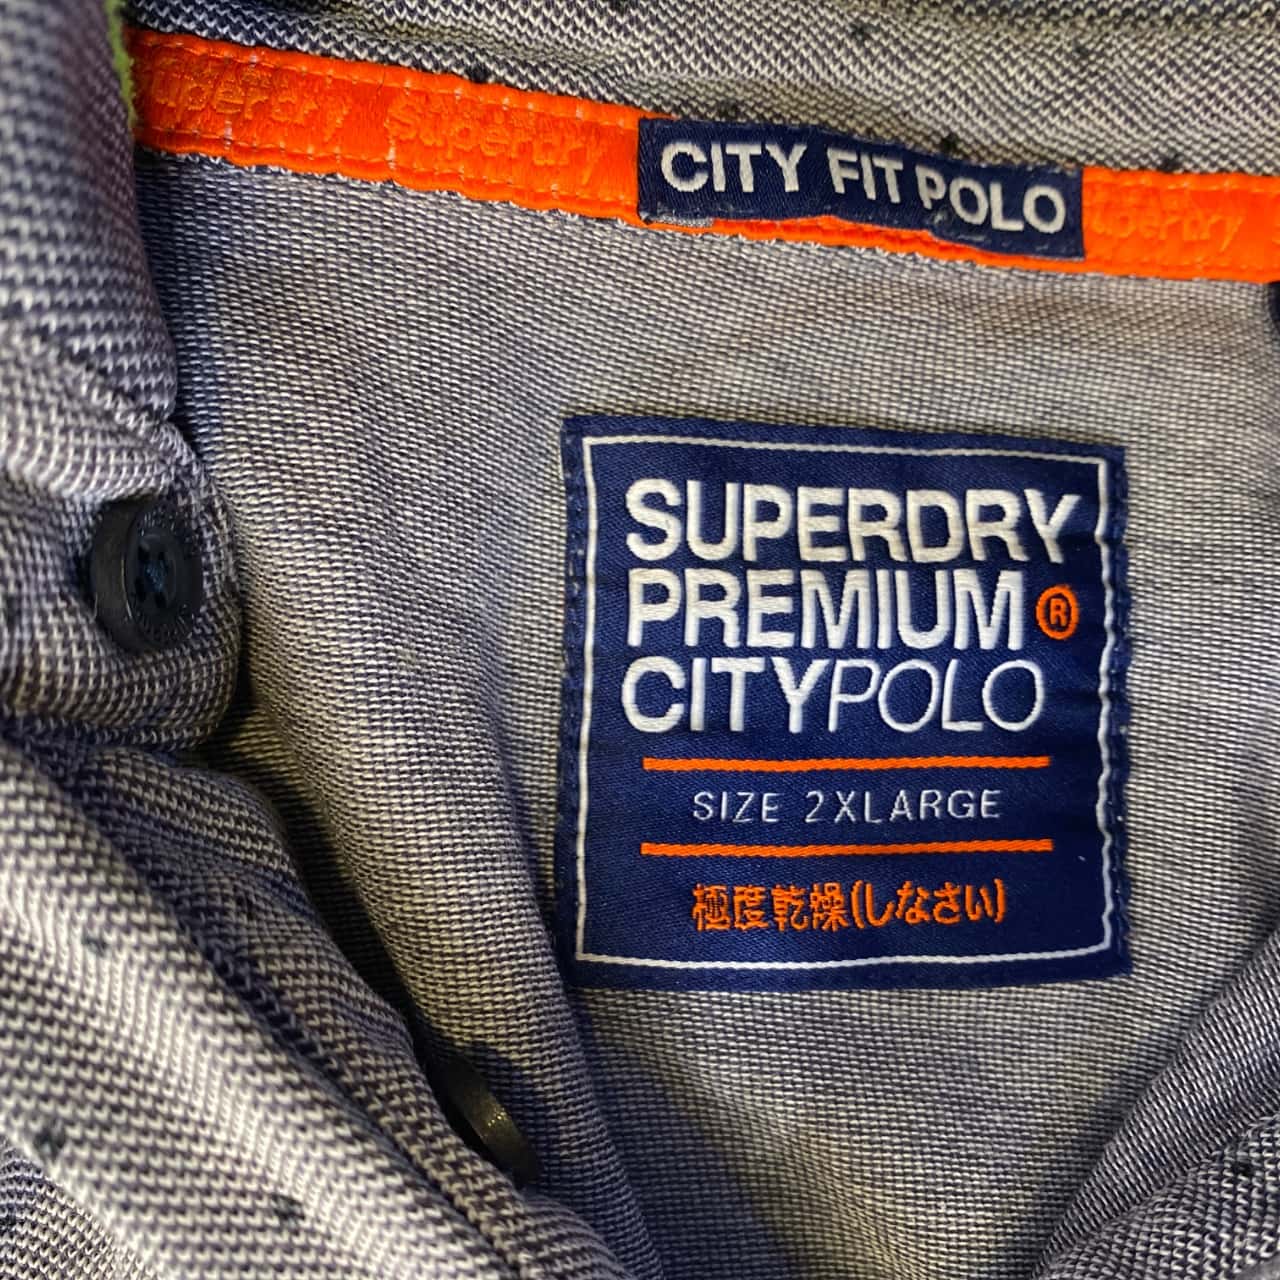 Superdry Superdry
CITY FIT POLO
Superdry
SUPERDRY
PREMIUM ®
CITYPOLO
SIZE 2XLARGE
極度乾燥(しなさい)